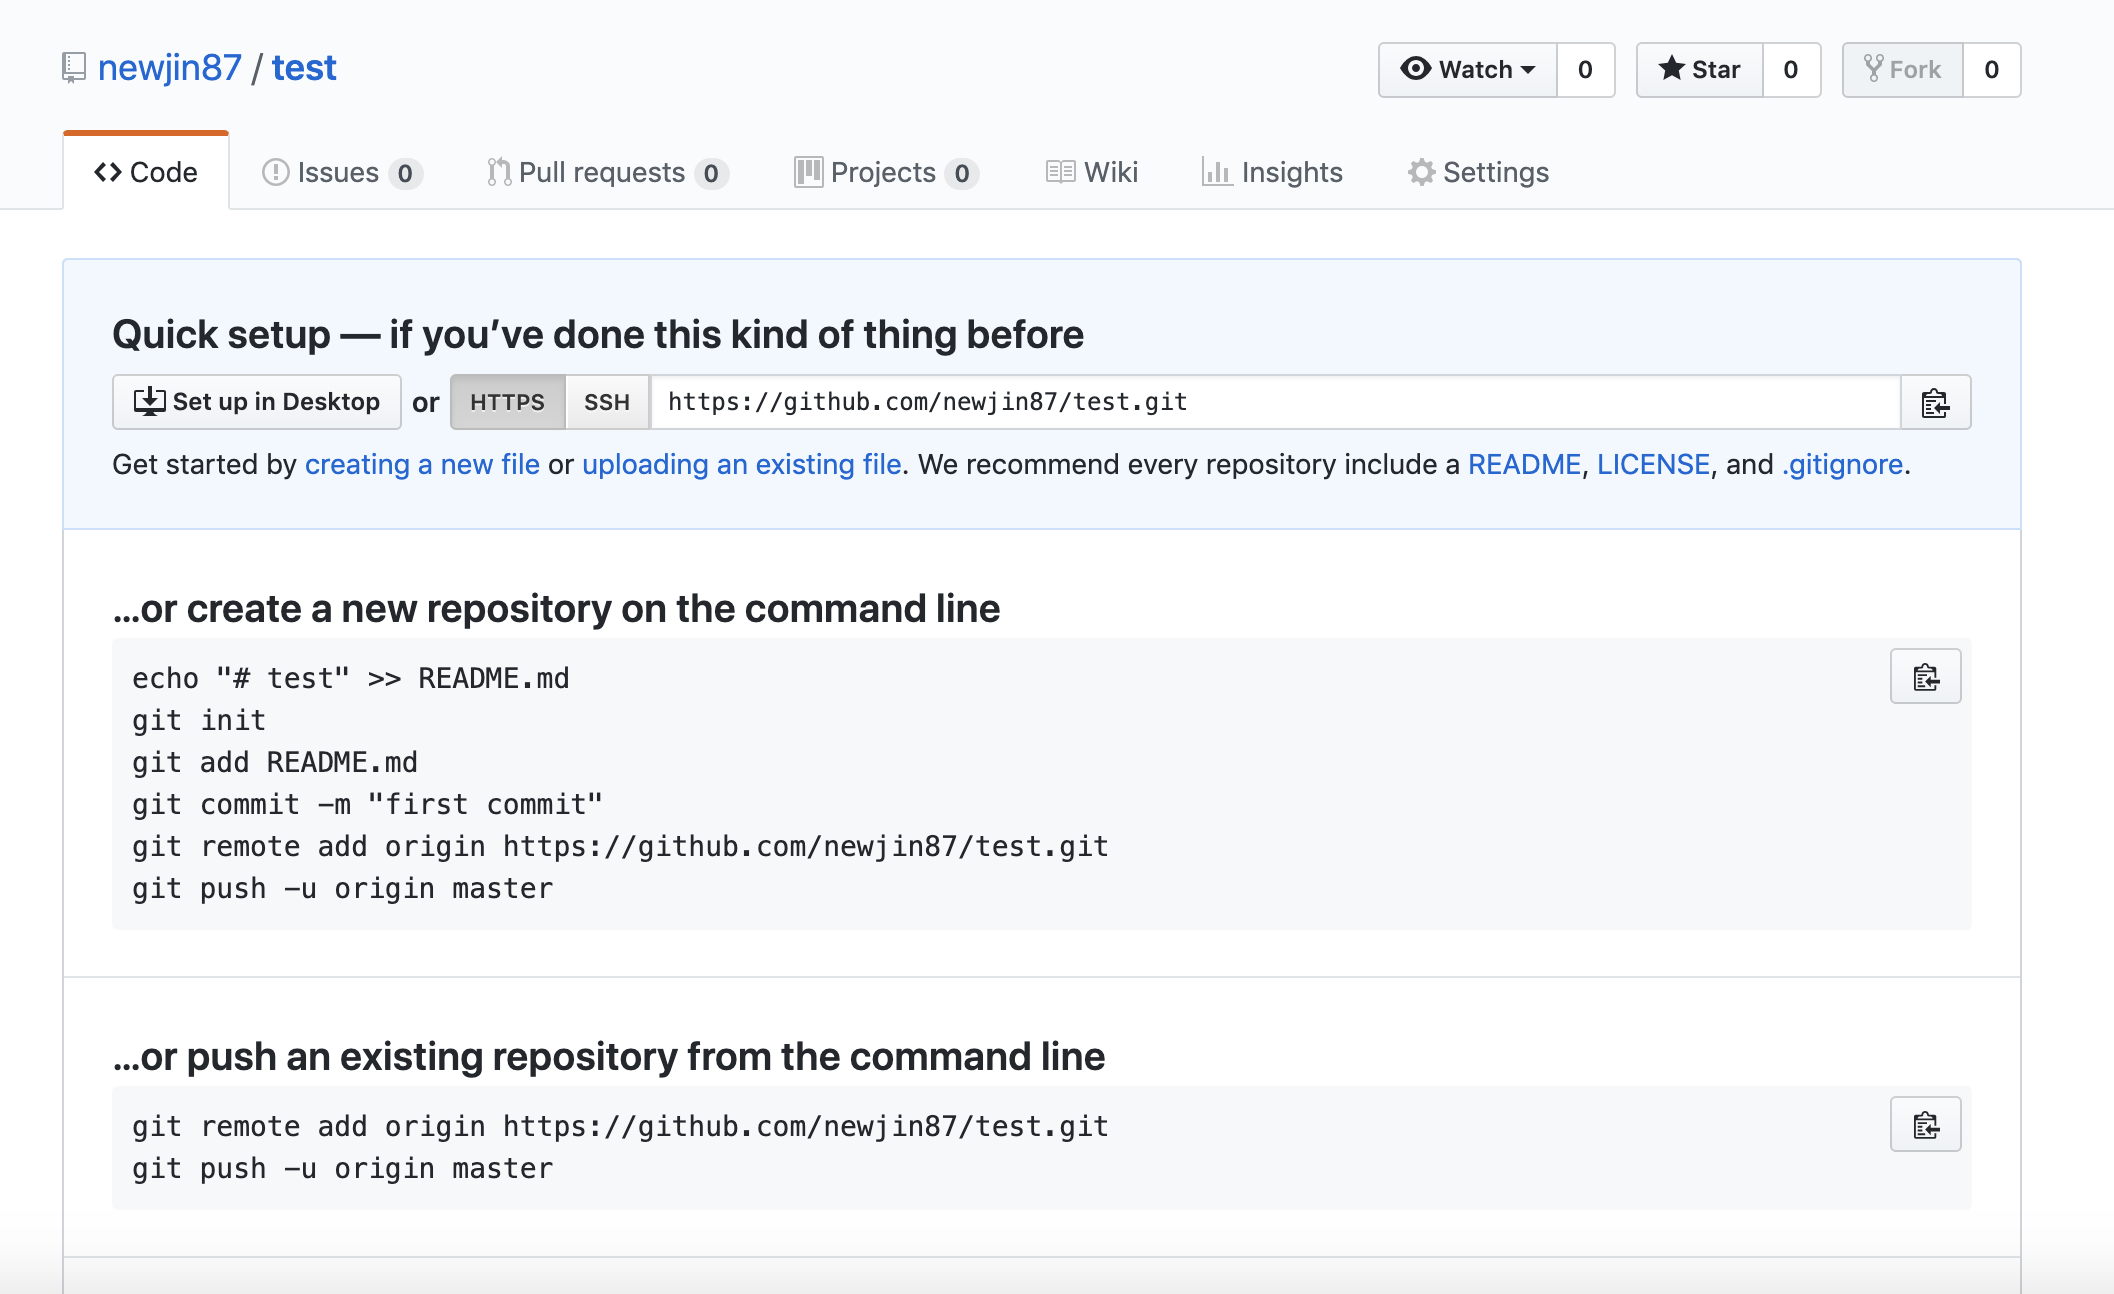 newjin87 / test
Watch 0 Star 0 Fork 0
Code Issues 0 Pull requests 0 Projects 0 Wiki Insights Settings
Quick setup — if you’ve done this kind of thing before
Set up in Desktop or HTTPS SSH https://github.com/newjin87/test.git
Get started by creating a new file or uploading an existing file. We recommend every repository include a README, LICENSE, and .gitignore.
…or create a new repository on the command line
echo "# test" >> README.md
git init
git add README.md
git commit -m "first commit"
git remote add origin https://github.com/newjin87/test.git
git push -u origin master
…or push an existing repository from the command line
git remote add origin https://github.com/newjin87/test.git
git push -u origin master